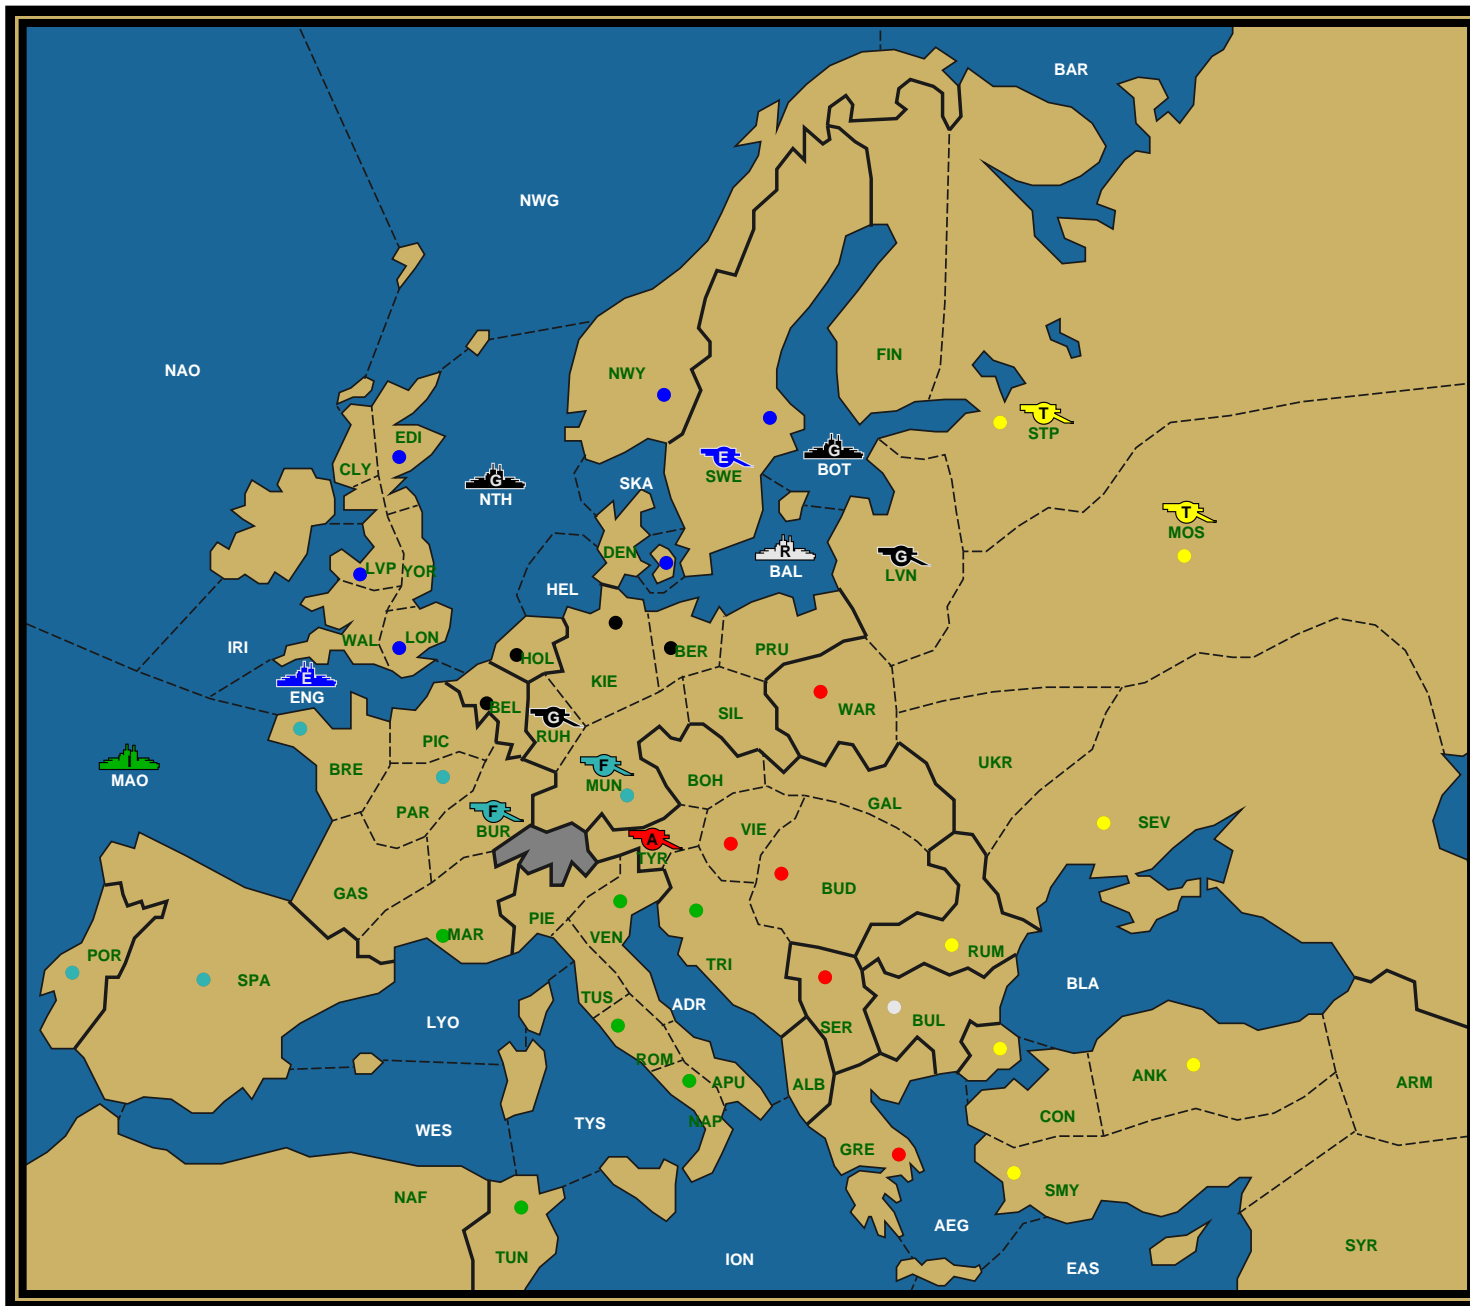 BAR
NWG
NAO
FIN
NWY
T
STP
EDI
CLY
E
SWE
G
BOT
G
NTH
SKA
T
MOS
DEN
R
BAL
G
LVN
LVP
YOR
HEL
IRI
WAL
LON
HOL
BER
PRU
E
ENG
KIE
BEL
SIL
WAR
G
RUH
PIC
I
MAO
BRE
F
MUN
BOH
UKR
GAL
PAR
F
BUR
VIE
SEV
A
TYR
BUD
GAS
PIE
MAR
VEN
POR
SPA
TRI
RUM
BLA
TUS
ADR
LYO
BUL
SER
ROM
APU
ALB
ANK
ARM
NAP
CON
WES
TYS
GRE
SMY
NAF
AEG
SYR
TUN
ION
EAS